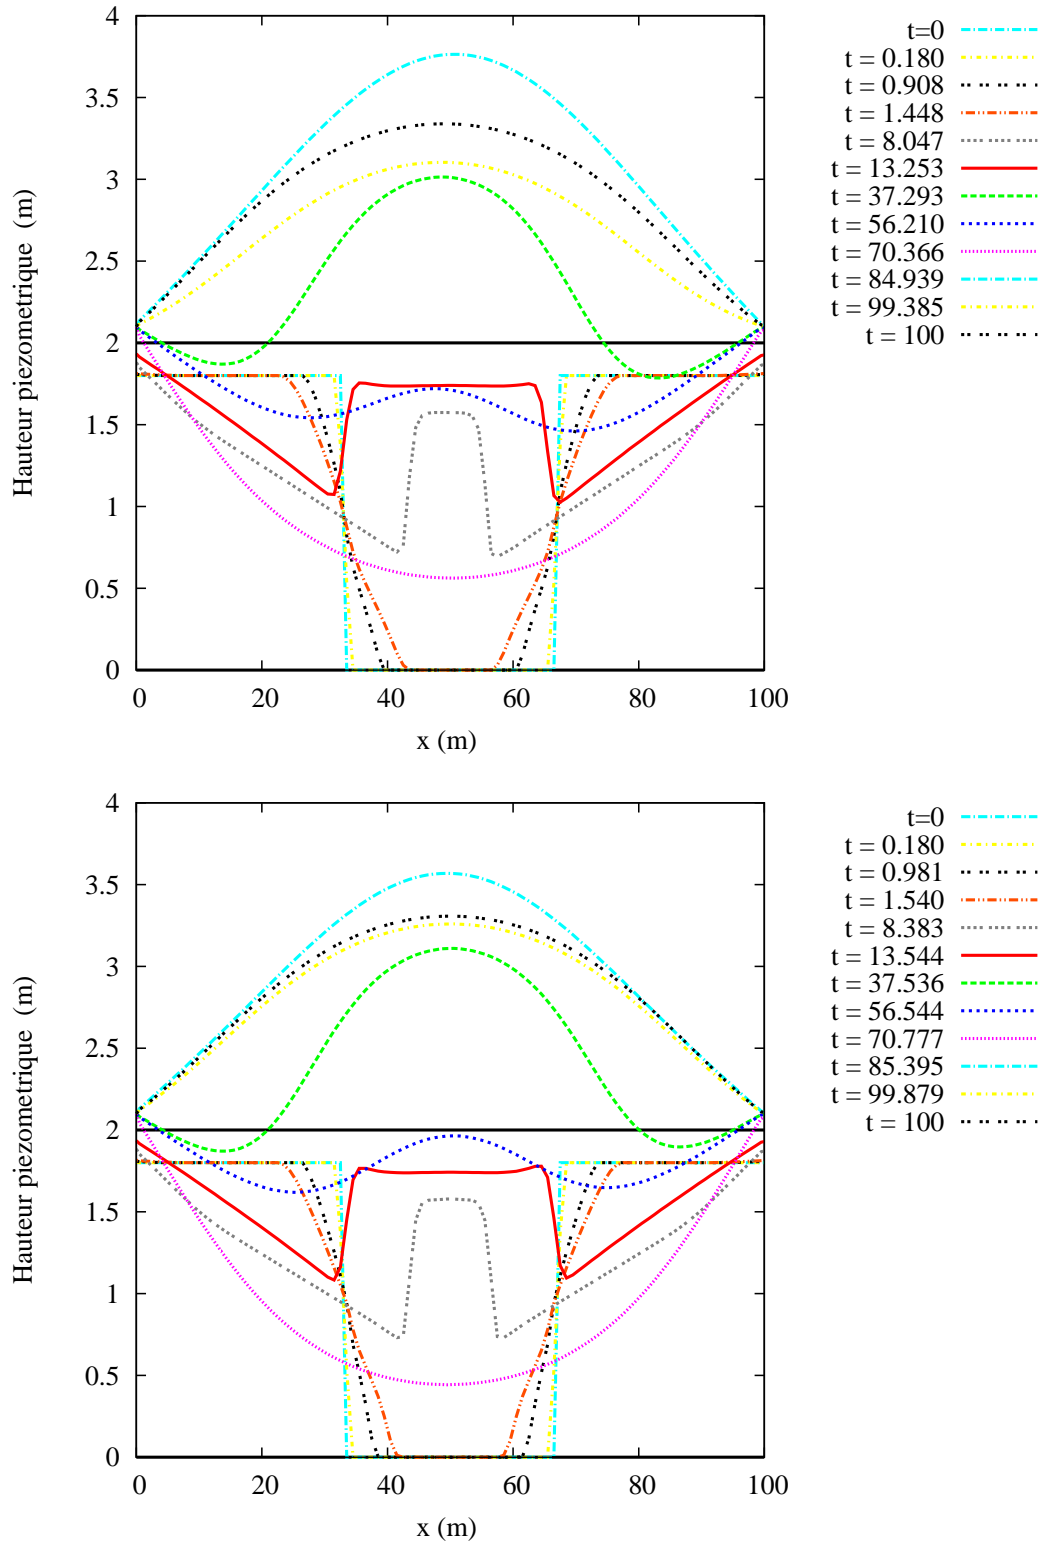 4
3.5
3
2.5
2
1.5
1
0.5
0
0 20 40 60 80 100
Hauteur piezometrique (m)
x (m)
t=0
t = 0.180
t = 0.908
t = 1.448
t = 8.047
t = 13.253
t = 37.293
t = 56.210
t = 70.366
t = 84.939
t = 99.385
t = 100
4
3.5
3
2.5
2
1.5
1
0.5
0
0 20 40 60 80 100
Hauteur piezometrique (m)
x (m)
t=0
t = 0.180
t = 0.981
t = 1.540
t = 8.383
t = 13.544
t = 37.536
t = 56.544
t = 70.777
t = 85.395
t = 99.879
t = 100